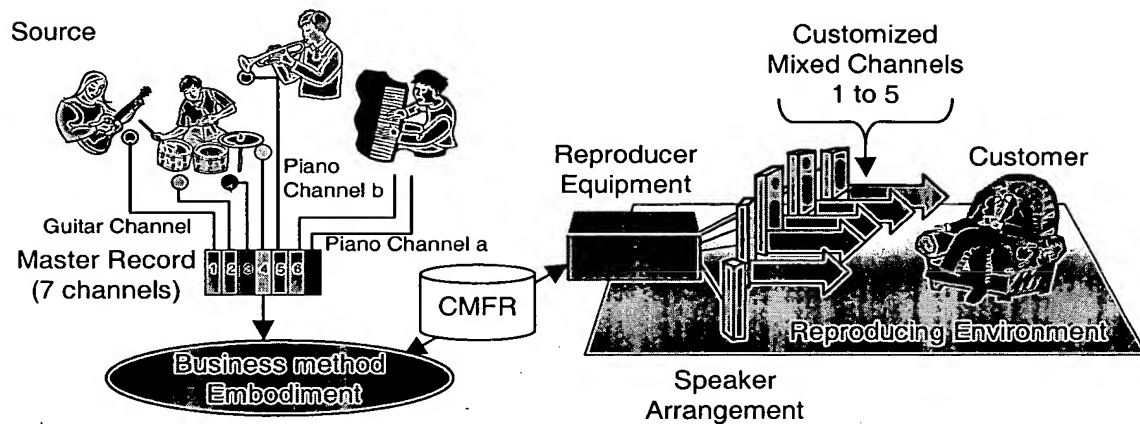 Source
Piano
Channel b
Guitar Channel
Piano Channel a
Master Record
(7 channels)
1 2 3 4 5 6
CMFR
Business method
Embodiment
Customized
Mixed Channels
1 to 5
Reproducer
Equipment
Customer
Reproducing Environment
Speaker
Arrangement